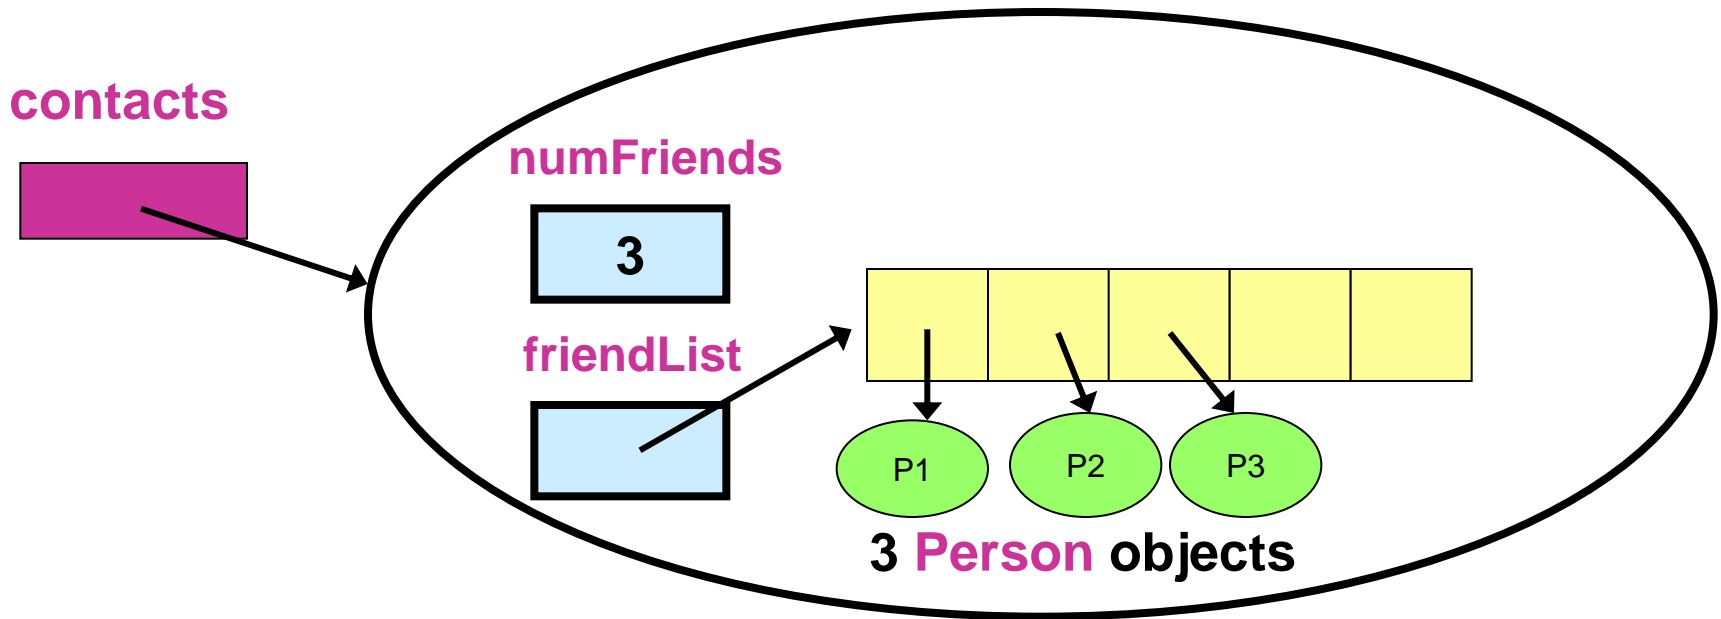 contacts
numFriends
3
friendList
P1 P2 P3
3 Person objects